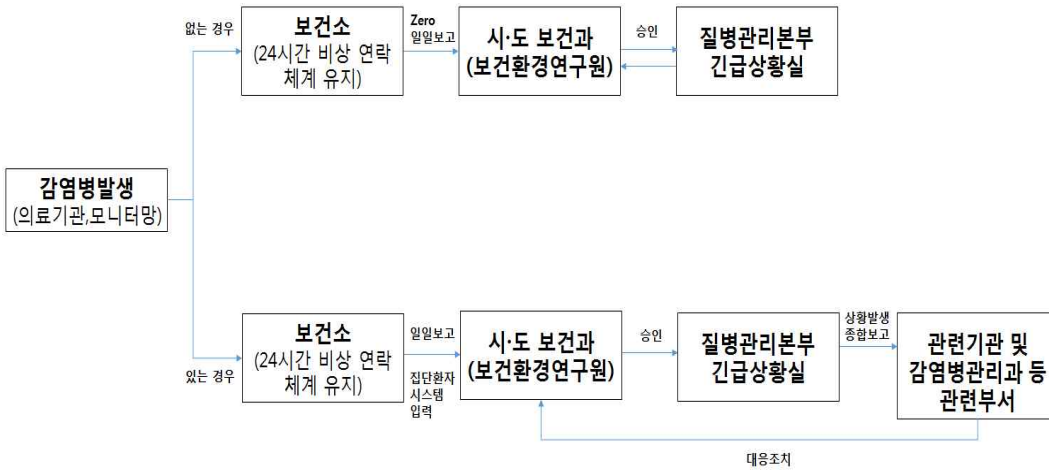 없는 경우
보건소
(24시간 비상 연락
체계 유지)
Zero
일일보고
시·도 보건과
(보건환경연구원)
승인
질병관리본부
긴급상황실
감염병발생
(의료기관,모니터망)
있는 경우
보건소
(24시간 비상 연락
체계 유지)
일일보고
집단환자
시스템
입력
시·도 보건과
(보건환경연구원)
승인
질병관리본부
긴급상황실
상황발생
종합보고
관련기관 및
감염병관리과 등
관련부서
대응조치